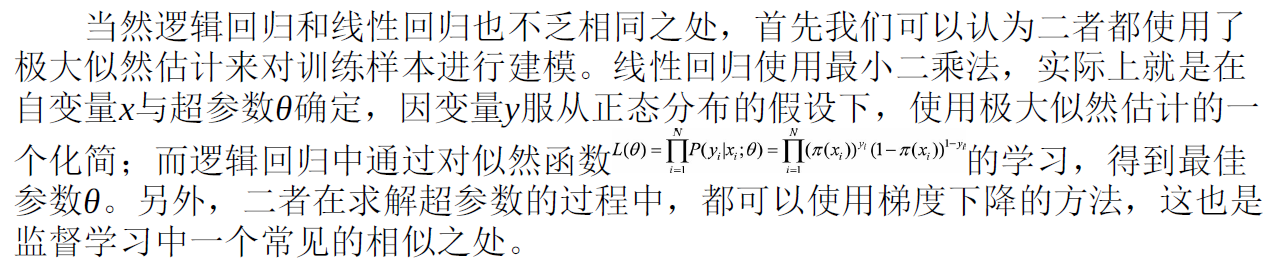 当然逻辑回归和线性回归也不乏相同之处，首先我们可以认为二者都使用了
极大似然估计来对训练样本进行建模。线性回归使用最小二乘法，实际上就是在
自变量x与超参数θ确定，因变量y服从正态分布的假设下，使用极大似然估计的一
个化简；而逻辑回归中通过对似然函数L(θ) = ∏_{i=1}^{N} P(y_i|x_i;θ) = ∏_{i=1}^{N} (π(x_i))^{y_i} (1−π(x_i))^{1−y_i}的学习，得到最佳
参数θ。另外，二者在求解超参数的过程中，都可以使用梯度下降的方法，这也是
监督学习中一个常见的相似之处。